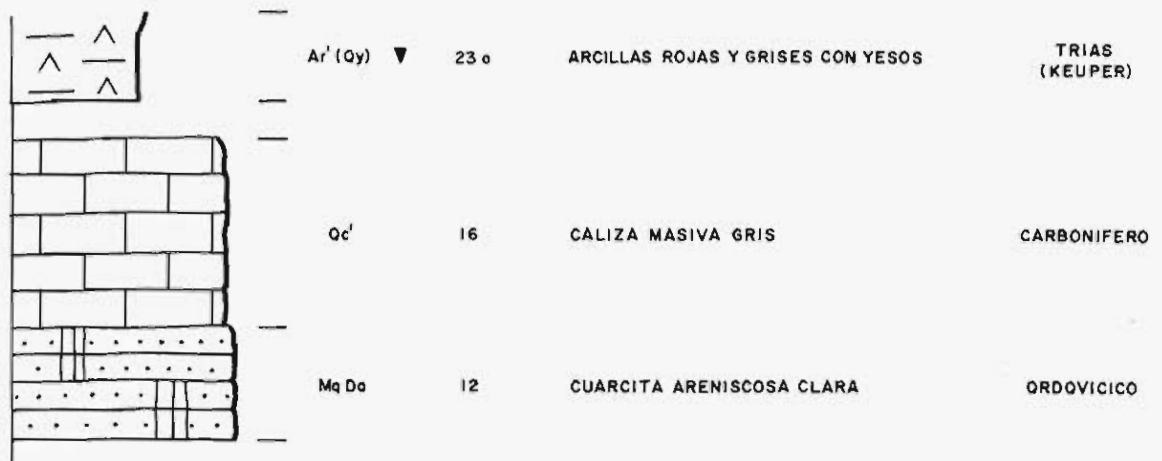 Ar' (Qy) ▼ 23 a ARCILLAS ROJAS Y GRISES CON YESOS TRIAS
(KEUPER)
Qc' 16 CALIZA MASIVA GRIS CARBONIFERO
Mq Da 12 CUARCITA ARENISCOSA CLARA ORDOVICICO